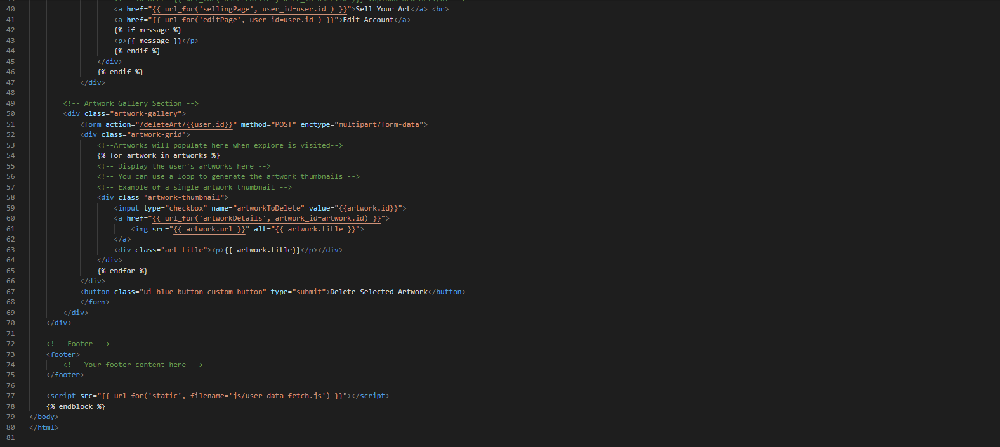 40 <a href="{{ url_for('sellingPage', user_id=user.id ) }}">Sell Your Art</a> <br>
41 <a href="{{ url_for('editPage', user_id=user.id ) }}">Edit Account</a>
42 {% if message %}
43 <p>{{ message }}</p>
44 {% endif %}
45 </div>
46 {% endif %}
47 </div>
48
49 <!-- Artwork Gallery Section -->
50 <div class="artwork-gallery">
51 <form action="/deleteArt/{{user.id}}" method="POST" enctype="multipart/form-data">
52 <div class="artwork-grid">
53 <!--Artworks will populate here when explore is visited-->
54 {% for artwork in artworks %}
55 <!-- Display the user's artworks here -->
56 <!-- You can use a loop to generate the artwork thumbnails -->
57 <!-- Example of a single artwork thumbnail -->
58 <div class="artwork-thumbnail">
59 <input type="checkbox" name="artworkToDelete" value="{{artwork.id}}">
60 <a href="{{ url_for('artworkDetails', artwork_id=artwork.id) }}">
61 <img src="{{ artwork.url }}" alt="{{ artwork.title }}">
62 </a>
63 <div class="art-title"><p>{{ artwork.title}}</p></div>
64 </div>
65 {% endfor %}
66 </div>
67 <button class="ui blue button custom-button" type="submit">Delete Selected Artwork</button>
68 </form>
69 </div>
70 </div>
71
72 <!-- Footer -->
73 <footer>
74 <!-- Your footer content here -->
75 </footer>
76
77 <script src="{{ url_for('static', filename='js/user_data_fetch.js') }}"></script>
78 {% endblock %}
79 </body>
80 </html>
81